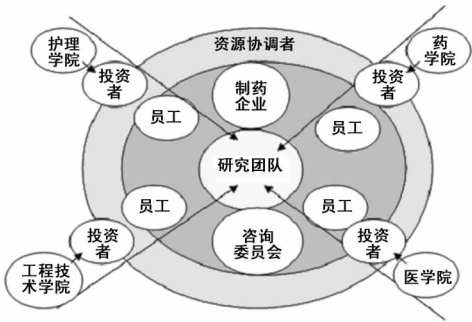 资源协调者
护理
学院
药
学院
投资
者
投资
者
制药
企业
员工
员工
研究团队
员工
员工
投资
者
咨询
委员会
投资
者
工程技
术学院
医学院